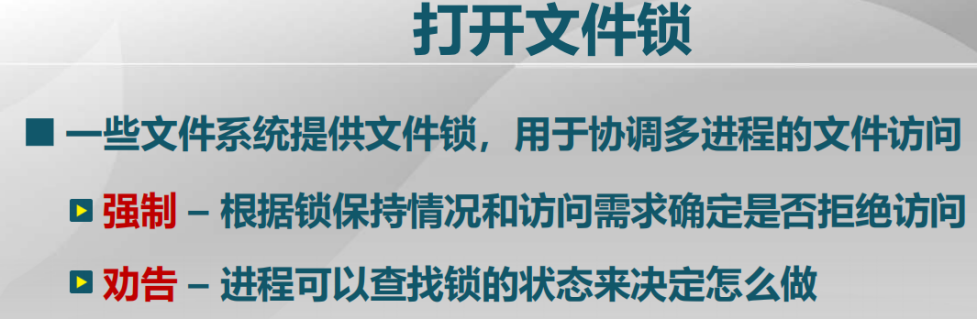 打开文件锁
一些文件系统提供文件锁，用于协调多进程的文件访问
强制 – 根据锁保持情况和访问需求确定是否拒绝访问
劝告 – 进程可以查找锁的状态来决定怎么做